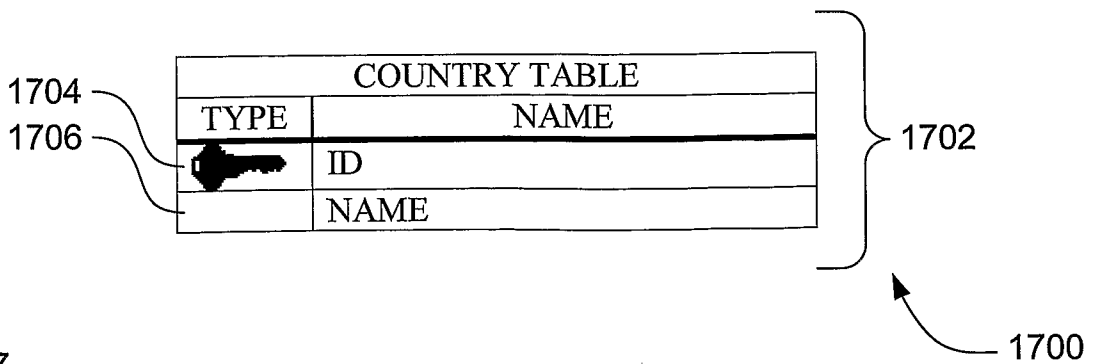 COUNTRY TABLE
1704
TYPE NAME
1706
1702
ID
NAME
1700